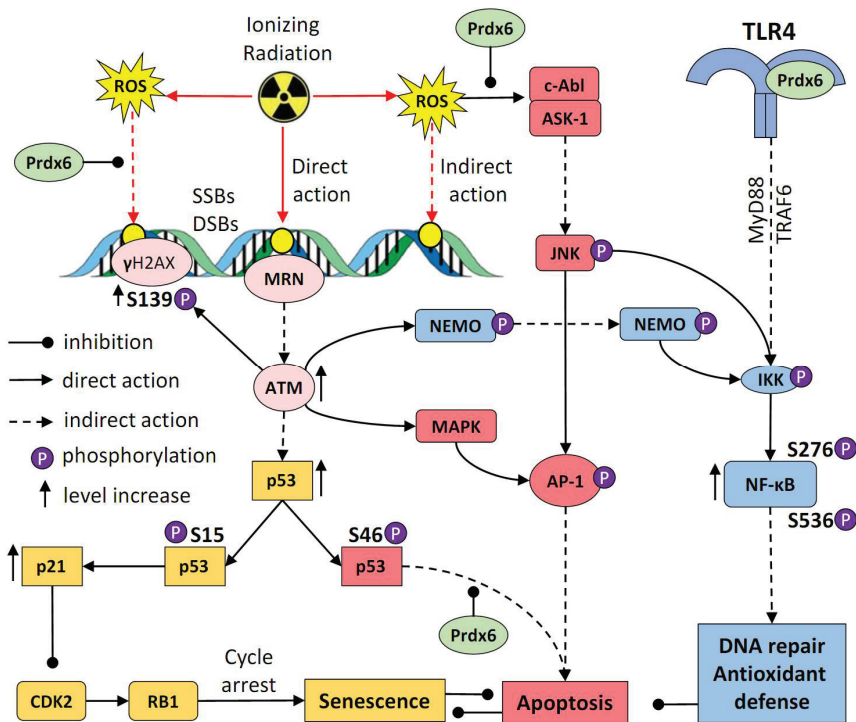 Ionizing
Radiation
Prdx6
TLR4
ROS
ROS
c-Abl
ASK-1
Prdx6
Prdx6
Direct
action
Indirect
action
SSBs
DSBs
MyD88
TRAF6
γH2AX
MRN
JNK P
S139 P
NEMO P
NEMO P
IKK P
inhibition
direct action
indirect action
P phosphorylation
level increase
ATM
MAPK
p53
AP-1 P
S276 P
NF-κB
S536 P
P S15
S46 P
p21
p53
p53
Prdx6
Cycle
arrest
CDK2
RB1
Senescence
Apoptosis
DNA repair
Antioxidant
defense